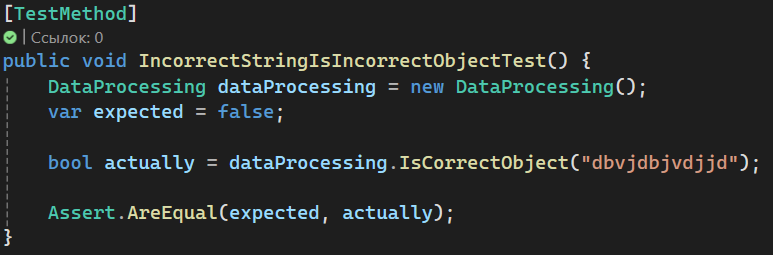 [TestMethod]
| Ссылок: 0
public void IncorrectStringIsIncorrectObjectTest() {
    DataProcessing dataProcessing = new DataProcessing();
    var expected = false;

    bool actually = dataProcessing.IsCorrectObject("dbvjdbjvdjjd");

    Assert.AreEqual(expected, actually);
}